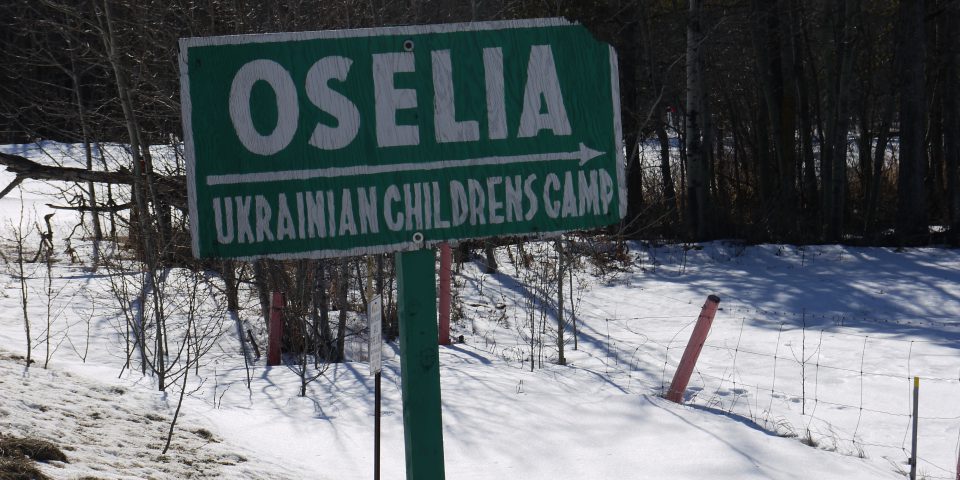 OSELIA
UKRAINIAN CHILDRENS CAMP